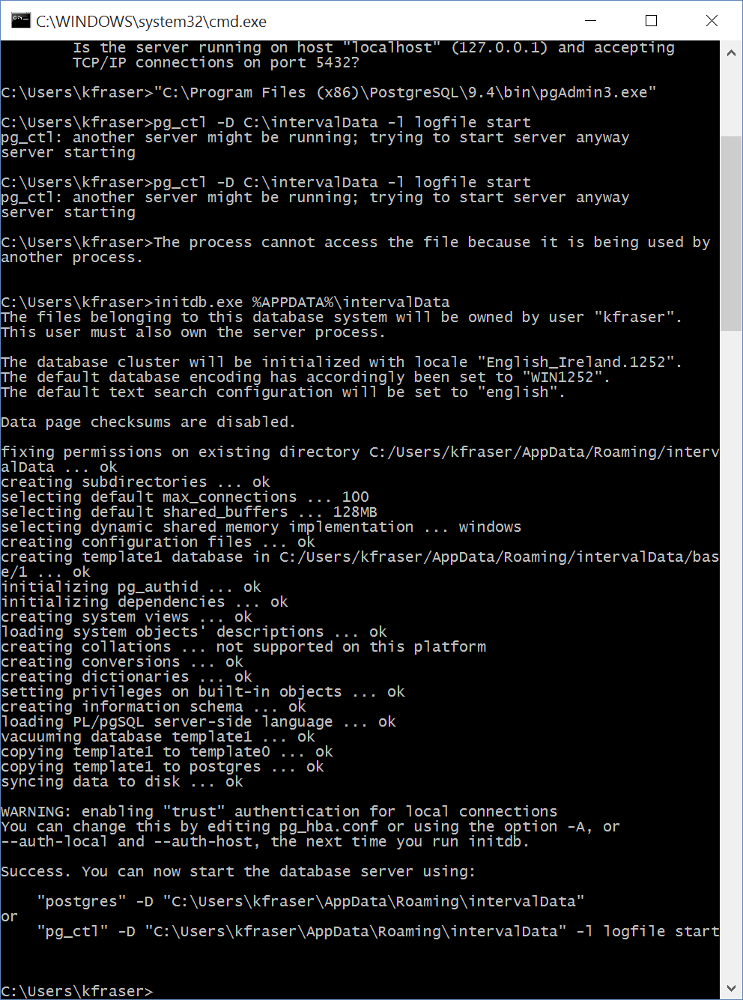 C:\WINDOWS\system32\cmd.exe
        Is the server running on host "localhost" (127.0.0.1) and accepting
        TCP/IP connections on port 5432?
C:\Users\kfraser>"C:\Program Files (x86)\PostgreSQL\9.4\bin\pgAdmin3.exe"
C:\Users\kfraser>pg_ctl -D C:\intervalData -l logfile start
pg_ctl: another server might be running; trying to start server anyway
server starting
C:\Users\kfraser>pg_ctl -D C:\intervalData -l logfile start
pg_ctl: another server might be running; trying to start server anyway
server starting
C:\Users\kfraser>The process cannot access the file because it is being used by
another process.
C:\Users\kfraser>initdb.exe %APPDATA%\intervalData
The files belonging to this database system will be owned by user "kfraser".
This user must also own the server process.
The database cluster will be initialized with locale "English_Ireland.1252".
The default database encoding has accordingly been set to "WIN1252".
The default text search configuration will be set to "english".
Data page checksums are disabled.
fixing permissions on existing directory C:/Users/kfraser/AppData/Roaming/interv
alData ... ok
creating subdirectories ... ok
selecting default max_connections ... 100
selecting default shared_buffers ... 128MB
selecting dynamic shared memory implementation ... windows
creating configuration files ... ok
creating template1 database in C:/Users/kfraser/AppData/Roaming/intervalData/bas
e/1 ... ok
initializing pg_authid ... ok
initializing dependencies ... ok
creating system views ... ok
loading system objects' descriptions ... ok
creating collations ... not supported on this platform
creating conversions ... ok
creating dictionaries ... ok
setting privileges on built-in objects ... ok
creating information schema ... ok
loading PL/pgSQL server-side language ... ok
vacuuming database template1 ... ok
copying template1 to template0 ... ok
copying template1 to postgres ... ok
syncing data to disk ... ok
WARNING: enabling "trust" authentication for local connections
You can change this by editing pg_hba.conf or using the option -A, or
--auth-local and --auth-host, the next time you run initdb.
Success. You can now start the database server using:
    "postgres" -D "C:\Users\kfraser\AppData\Roaming\intervalData"
or
    "pg_ctl" -D "C:\Users\kfraser\AppData\Roaming\intervalData" -l logfile start
C:\Users\kfraser>